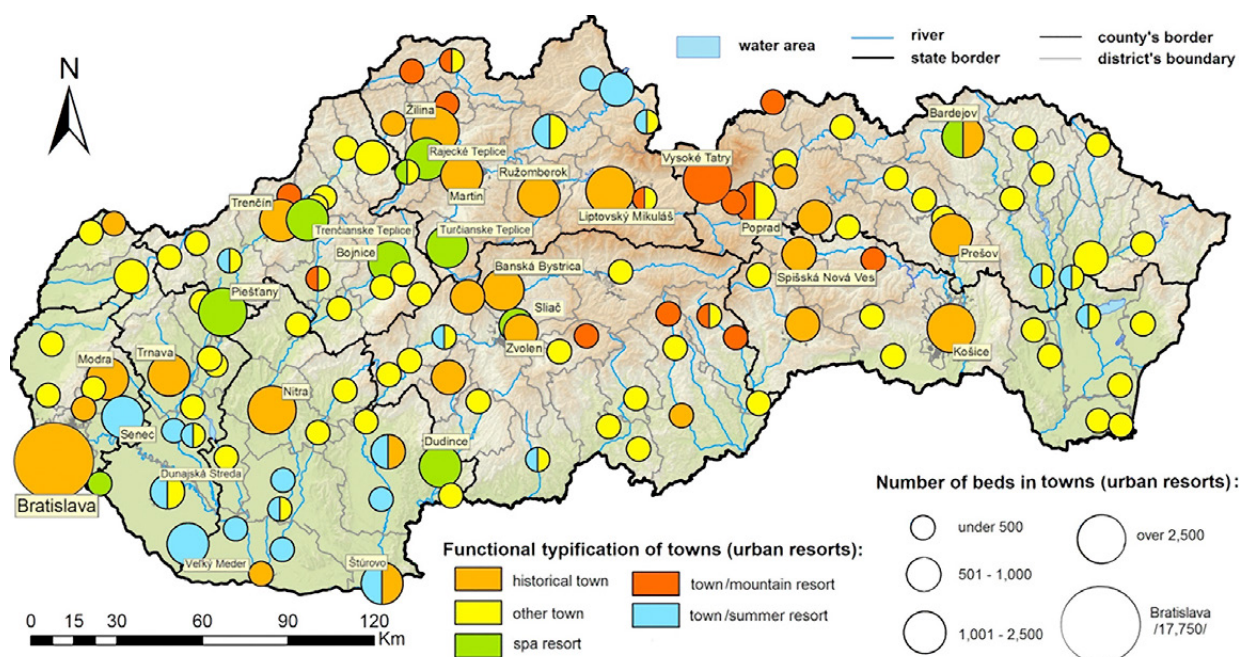 N
water area
river
state border
county's border
district's boundary
Žilina
Bardejov
Rajecké Teplice
Vysoké Tatry
Ružomberok
Martin
Liptovský Mikuláš
Trenčín
Poprad
Trenčianske Teplice
Turčianske Teplice
Prešov
Bojnice
Spišská Nová Ves
Banská Bystrica
Piešťany
Sliač
Zvolen
Košice
Modra
Trnava
Nitra
Senec
Dudince
Dunajská Streda
Bratislava
Veľký Meder
Štúrovo
0 15 30 60 90 120
Km
Functional typification of towns (urban resorts):
historical town
other town
spa resort
town/mountain resort
town/summer resort
Number of beds in towns (urban resorts):
under 500
501 - 1,000
1,001 - 2,500
over 2,500
Bratislava
/17,750/